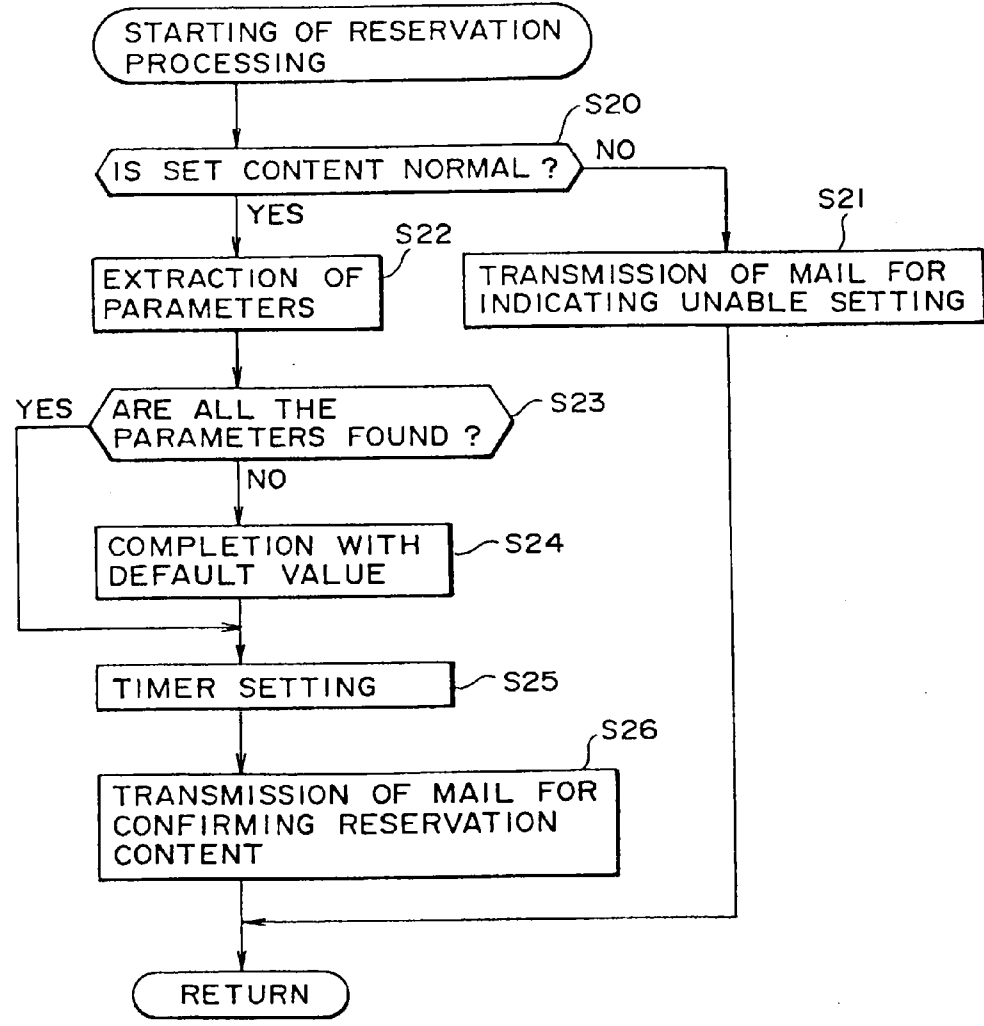 STARTING OF RESERVATION
PROCESSING
S20
IS SET CONTENT NORMAL ?
NO
YES
S21
S22
EXTRACTION OF
PARAMETERS
TRANSMISSION OF MAIL FOR
INDICATING UNABLE SETTING
YES
ARE ALL THE
PARAMETERS FOUND ?
S23
NO
COMPLETION WITH
DEFAULT VALUE
S24
TIMER SETTING
S25
S26
TRANSMISSION OF MAIL FOR
CONFIRMING RESERVATION
CONTENT
RETURN